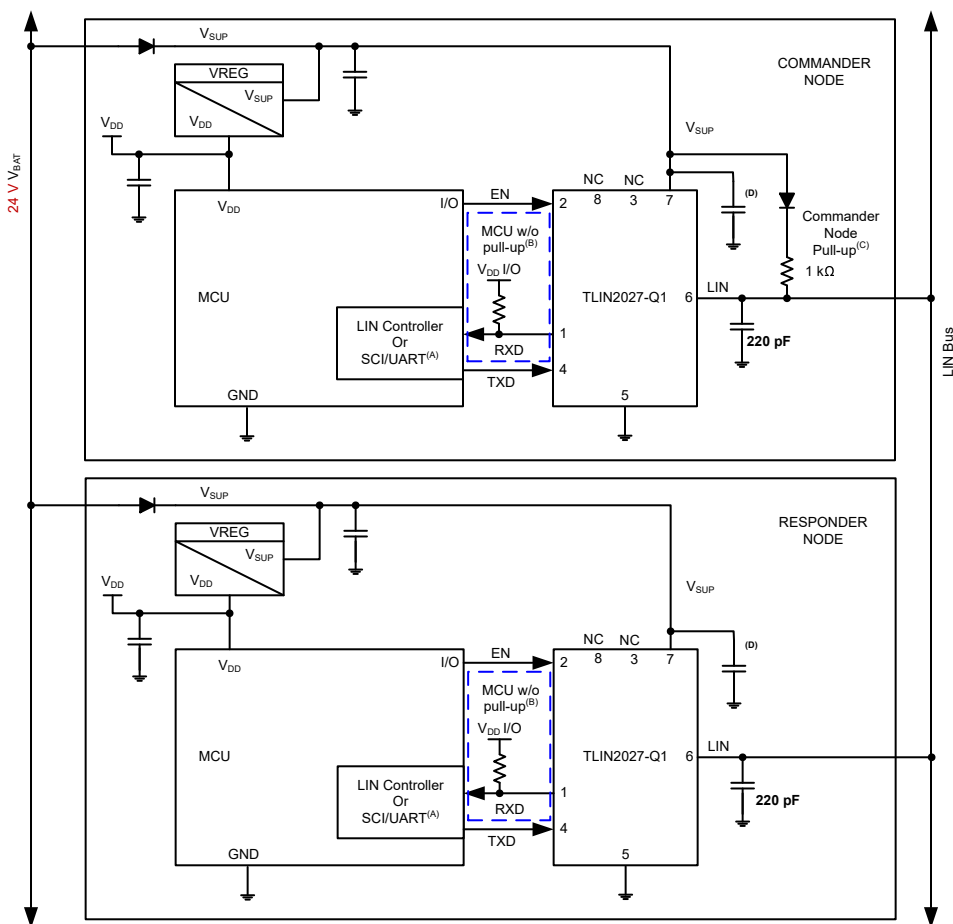 COMMANDER
NODE
VSUP
VREG
VSUP
VDD
VDD
24 V VBAT
VSUP
NC
NC
8
3
7
(D)
VDD
I/O
EN
2
MCU w/o
pull-up(B)
VDD I/O
Commander
Node
Pull-up(C)
1 kΩ
MCU
TLIN2027-Q1
6
LIN
LIN Controller
Or
SCI/UART(A)
1
RXD
4
TXD
220 pF
GND
5
LIN Bus
RESPONDER
NODE
VSUP
VREG
VSUP
VDD
VDD
VSUP
NC
NC
8
3
7
(D)
VDD
I/O
EN
2
MCU w/o
pull-up(B)
VDD I/O
MCU
TLIN2027-Q1
6
LIN
LIN Controller
Or
SCI/UART(A)
1
RXD
4
TXD
220 pF
GND
5